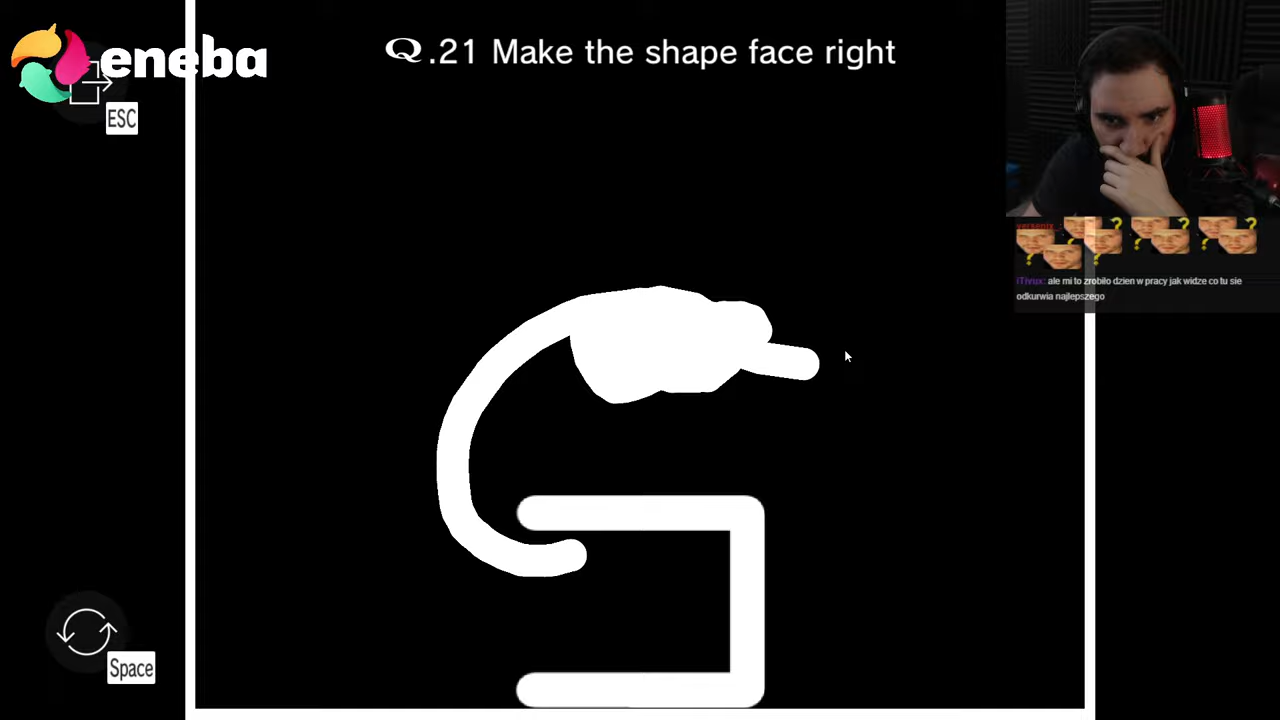 eneba
ESC
Q.21 Make the shape face right
iTivux: ale mi to zrobiło dzien w pracy jak widze co tu sie
odkurwia najlepszego
Space